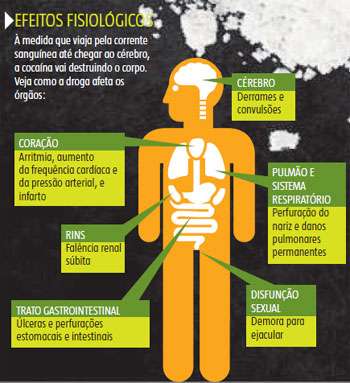 EFEITOS FISIOLÓGICOS
À medida que viaja pela corrente
sanguínea até chegar ao cérebro,
a cocaína vai destruindo o corpo.
Veja como a droga afeta os
órgãos:
CÉREBRO
Derrames e
convulsões
CORAÇÃO
Arritmia, aumento
da frequência cardíaca e
da pressão arterial, e
infarto
PULMÃO E
SISTEMA
RESPIRATÓRIO
Perfuração do
nariz e danos
pulmonares
permanentes
RINS
Falência renal
súbita
TRATO GASTROINTESTINAL
Úlceras e perfurações
estomacais e intestinais
DISFUNÇÃO
SEXUAL
Demora para
ejacular